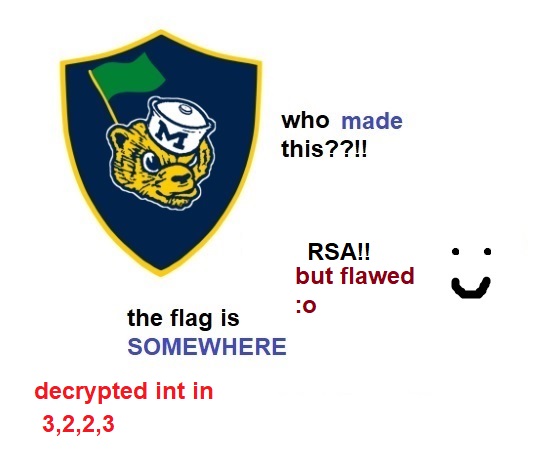 M
who made
this??!!
RSA!!
but flawed
:o
the flag is
SOMEWHERE
decrypted int in
3,2,2,3